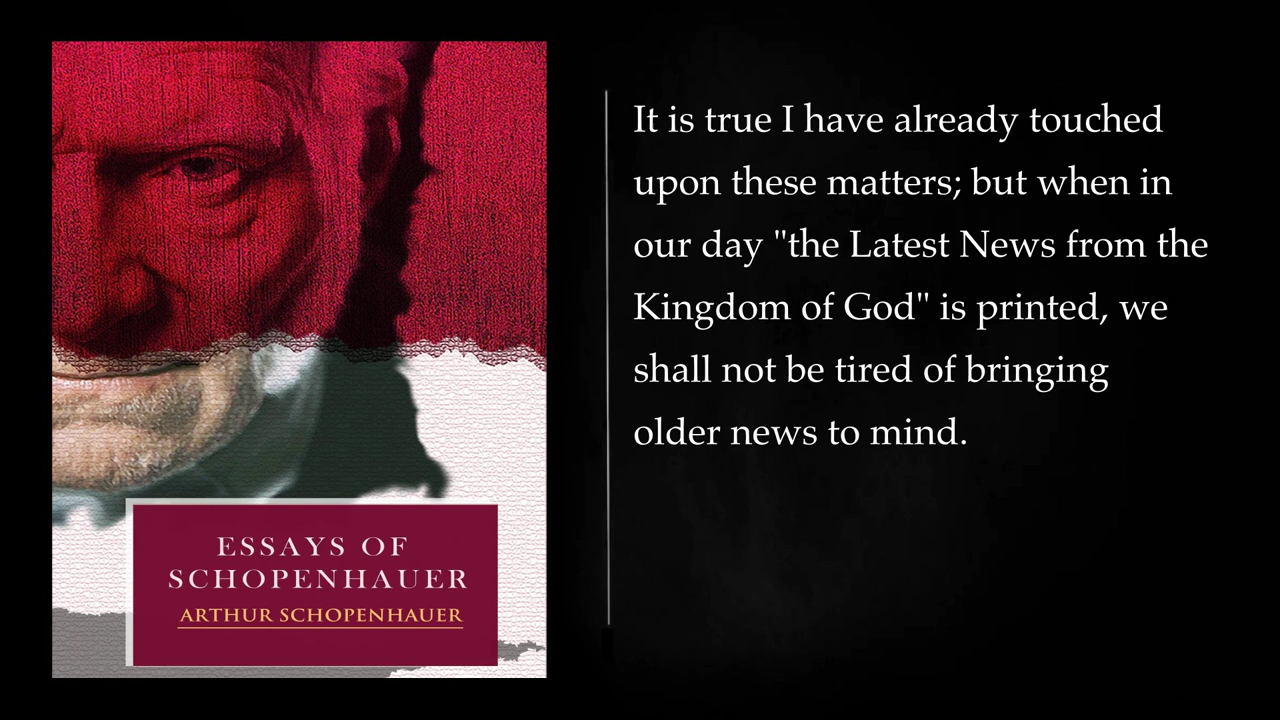 ESSAYS OF
SCHOPENHAUER
ARTHUR SCHOPENHAUER
It is true I have already touched
upon these matters; but when in
our day "the Latest News from the
Kingdom of God" is printed, we
shall not be tired of bringing
older news to mind.